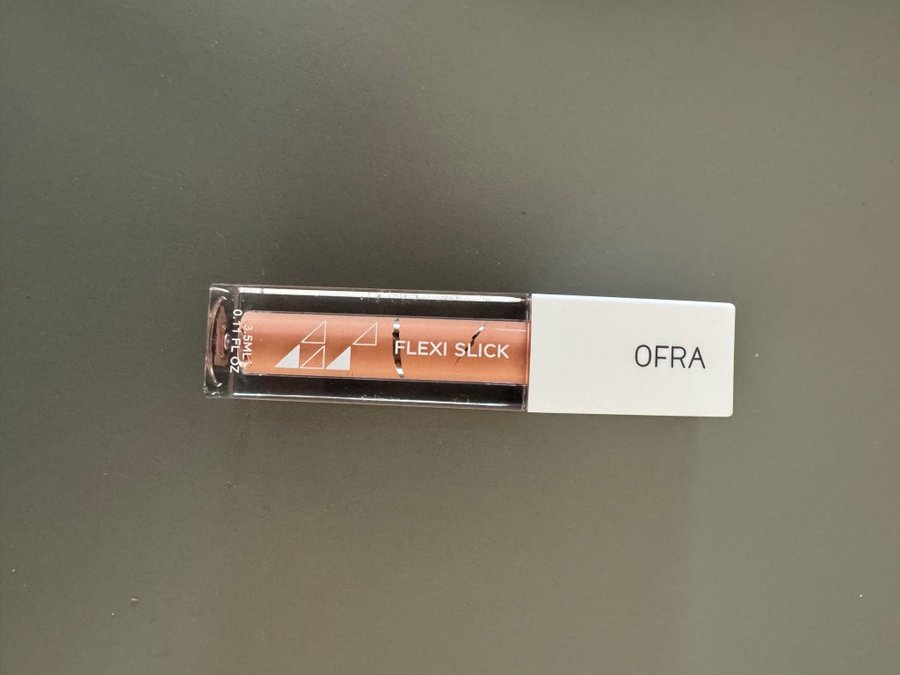 3.5ML
0.11 FL OZ
FLEXI SLICK
OFRA